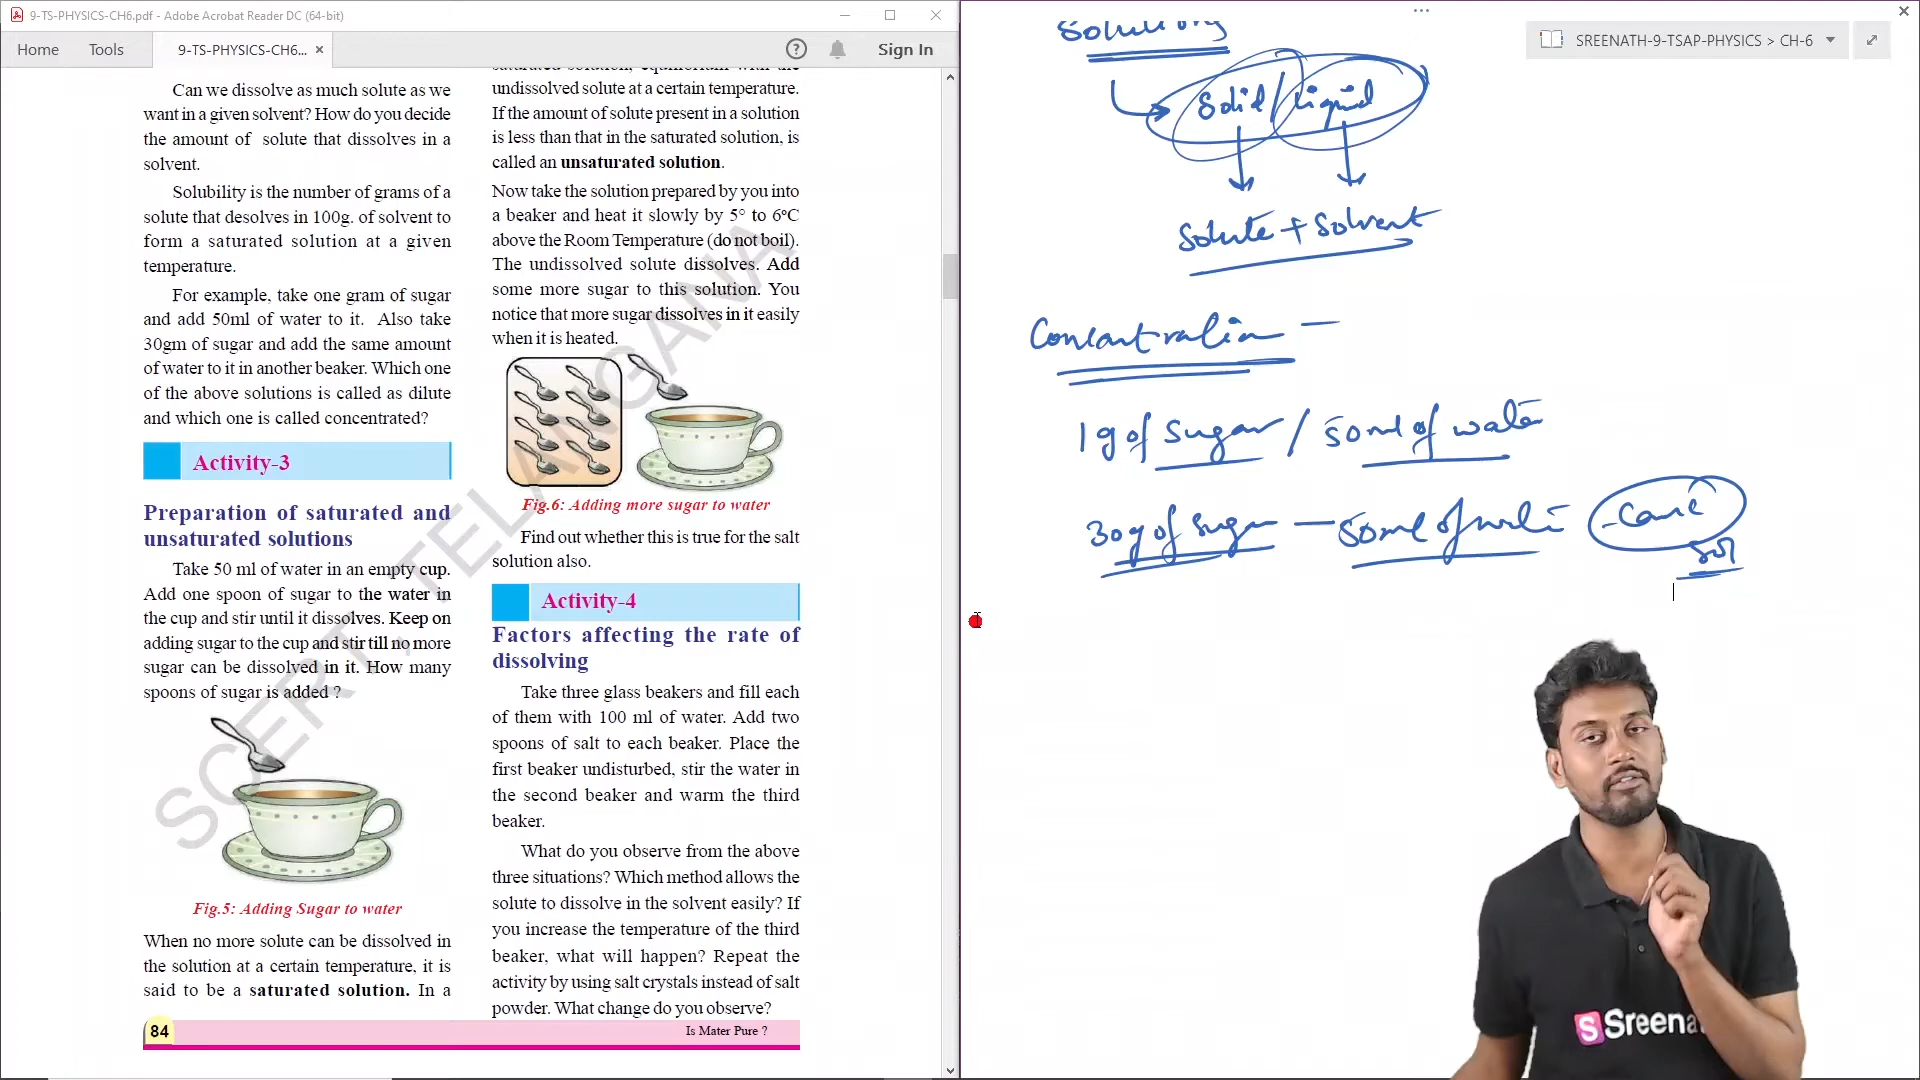 9-TS-PHYSICS-CH6.pdf - Adobe Acrobat Reader DC (64-bit)
Home Tools 9-TS-PHYSICS-CH6... × Sign In
Can we dissolve as much solute as we
want in a given solvent? How do you decide
the amount of solute that dissolves in a
solvent.
Solubility is the number of grams of a
solute that desolves in 100g. of solvent to
form a saturated solution at a given
temperature.
For example, take one gram of sugar
and add 50ml of water to it. Also take
30gm of sugar and add the same amount
of water to it in another beaker. Which one
of the above solutions is called as dilute
and which one is called concentrated?
Activity-3
Preparation of saturated and
unsaturated solutions
Take 50 ml of water in an empty cup.
Add one spoon of sugar to the water in
the cup and stir until it dissolves. Keep on
adding sugar to the cup and stir till no more
sugar can be dissolved in it. How many
spoons of sugar is added ?
Fig.5: Adding Sugar to water
When no more solute can be dissolved in
the solution at a certain temperature, it is
said to be a saturated solution. In a
saturated solution, equilibrium with the
undissolved solute at a certain temperature.
If the amount of solute present in a solution
is less than that in the saturated solution, is
called an unsaturated solution.
Now take the solution prepared by you into
a beaker and heat it slowly by 5° to 6°C
above the Room Temperature (do not boil).
The undissolved solute dissolves. Add
some more sugar to this solution. You
notice that more sugar dissolves in it easily
when it is heated.
Fig.6: Adding more sugar to water
Find out whether this is true for the salt
solution also.
Activity-4
Factors affecting the rate of
dissolving
Take three glass beakers and fill each
of them with 100 ml of water. Add two
spoons of salt to each beaker. Place the
first beaker undisturbed, stir the water in
the second beaker and warm the third
beaker.
What do you observe from the above
three situations? Which method allows the
solute to dissolve in the solvent easily? If
you increase the temperature of the third
beaker, what will happen? Repeat the
activity by using salt crystals instead of salt
powder. What change do you observe?
84 Is Mater Pure ?
SCERT, TELANGANA
SREENATH-9-TSAP-PHYSICS > CH-6
Solutions
Solid / liquid
Solute + Solvent
Concentration –
1g of sugar / 50ml of water
30g of sugar – 50ml of
sol